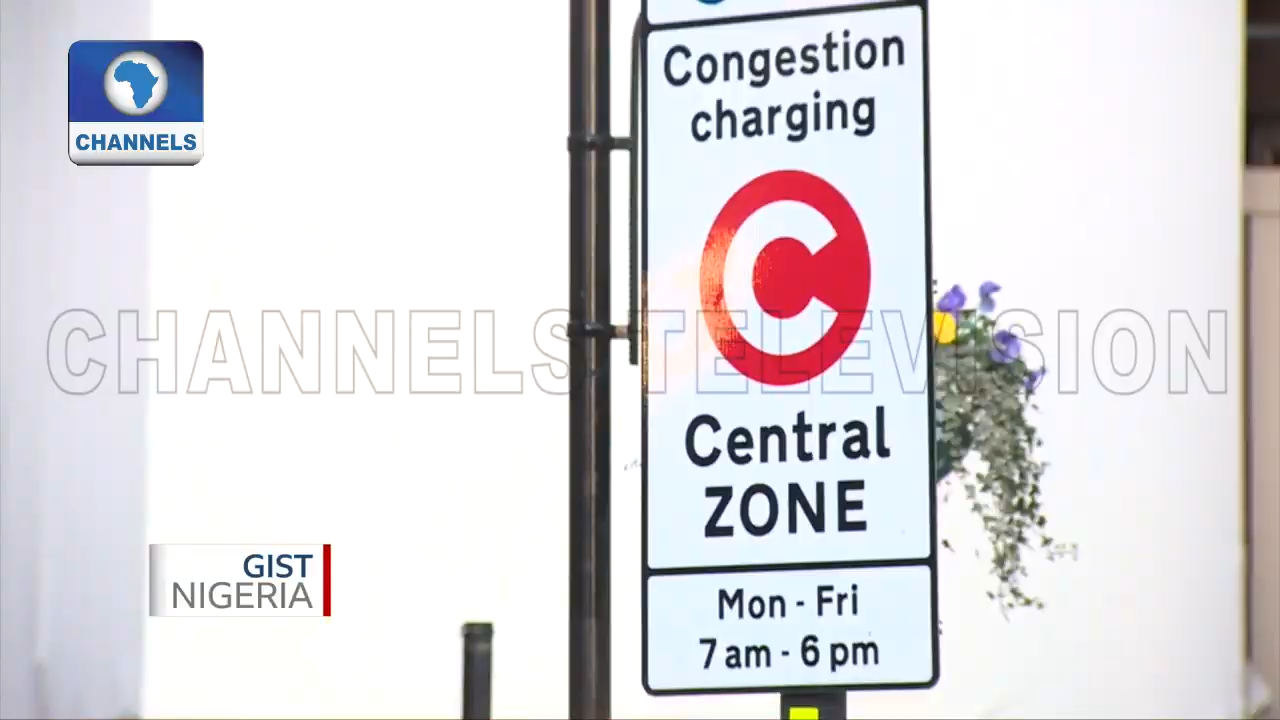 CHANNELS
Congestion
charging
C
Central
ZONE
Mon - Fri
7 am - 6 pm
CHANNELS TELEVISION
GIST
NIGERIA